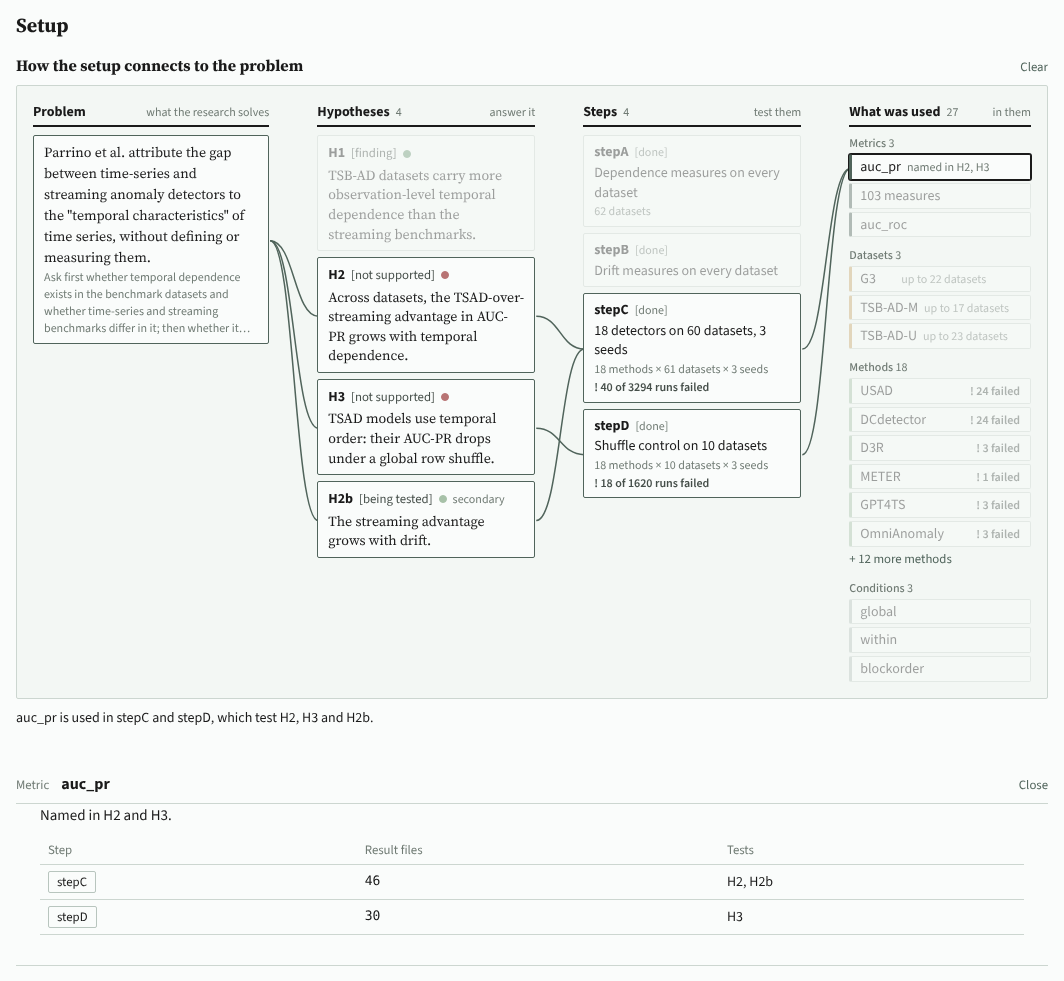 Setup
How the setup connects to the problem
Clear
Problem
what the research solves
Parrino et al. attribute the gap
between time-series and
streaming anomaly detectors to
the "temporal characteristics" of
time series, without defining or
measuring them.
Ask first whether temporal dependence
exists in the benchmark datasets and
whether time-series and streaming
benchmarks differ in it; then whether it…
Hypotheses 4
answer it
H1 [finding]
TSB-AD datasets carry more
observation-level temporal
dependence than the
streaming benchmarks.
H2 [not supported]
Across datasets, the TSAD-over-
streaming advantage in AUC-
PR grows with temporal
dependence.
H3 [not supported]
TSAD models use temporal
order: their AUC-PR drops
under a global row shuffle.
H2b [being tested] secondary
The streaming advantage
grows with drift.
Steps 4
test them
stepA [done]
Dependence measures on every
dataset
62 datasets
stepB [done]
Drift measures on every dataset
stepC [done]
18 detectors on 60 datasets, 3
seeds
18 methods × 61 datasets × 3 seeds
! 40 of 3294 runs failed
stepD [done]
Shuffle control on 10 datasets
18 methods × 10 datasets × 3 seeds
! 18 of 1620 runs failed
What was used 27
in them
Metrics 3
auc_pr named in H2, H3
103 measures
auc_roc
Datasets 3
G3 up to 22 datasets
TSB-AD-M up to 17 datasets
TSB-AD-U up to 23 datasets
Methods 18
USAD ! 24 failed
DCdetector ! 24 failed
D3R ! 3 failed
METER ! 1 failed
GPT4TS ! 3 failed
OmniAnomaly ! 3 failed
+ 12 more methods
Conditions 3
global
within
blockorder
auc_pr is used in stepC and stepD, which test H2, H3 and H2b.
Metric auc_pr
Close
Named in H2 and H3.
Step Result files Tests
stepC 46 H2, H2b
stepD 30 H3